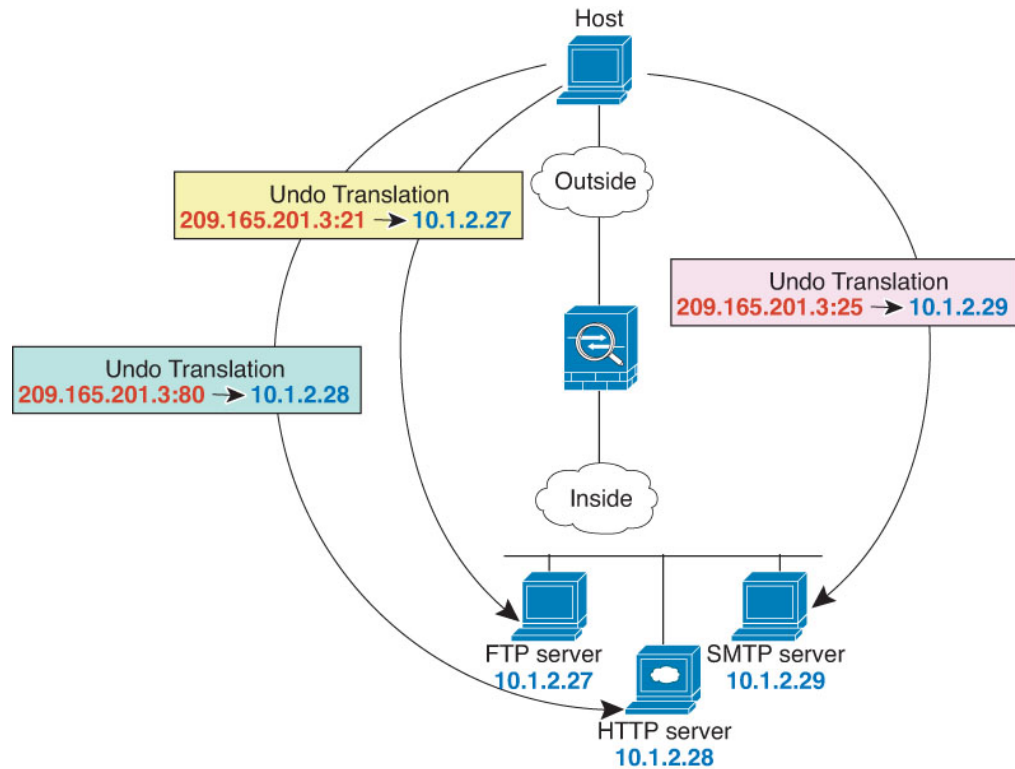 Host
Outside
Undo Translation
209.165.201.3:21 → 10.1.2.27
Undo Translation
209.165.201.3:25 → 10.1.2.29
Undo Translation
209.165.201.3:80 → 10.1.2.28
Inside
FTP server
10.1.2.27
SMTP server
10.1.2.29
HTTP server
10.1.2.28